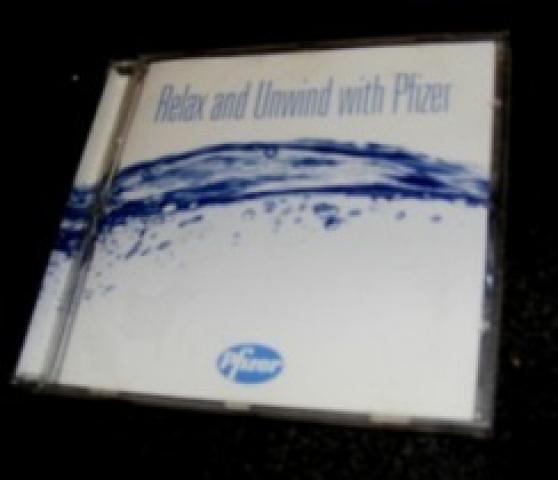 Relax and Unwind with Pfizer
Pfizer